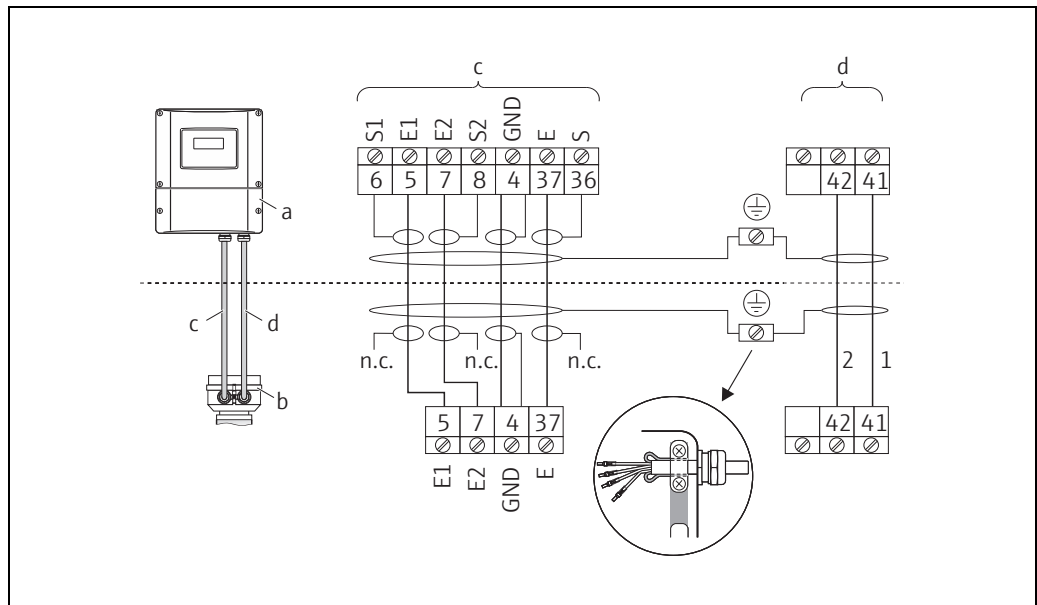 c
d
S1 E1 E2 S2 GND E S
6 5 7 8 4 37 36
42 41
a
c
d
n.c. n.c. n.c.
2 1
b
5 7 4 37
42 41
E1 E2 GND E